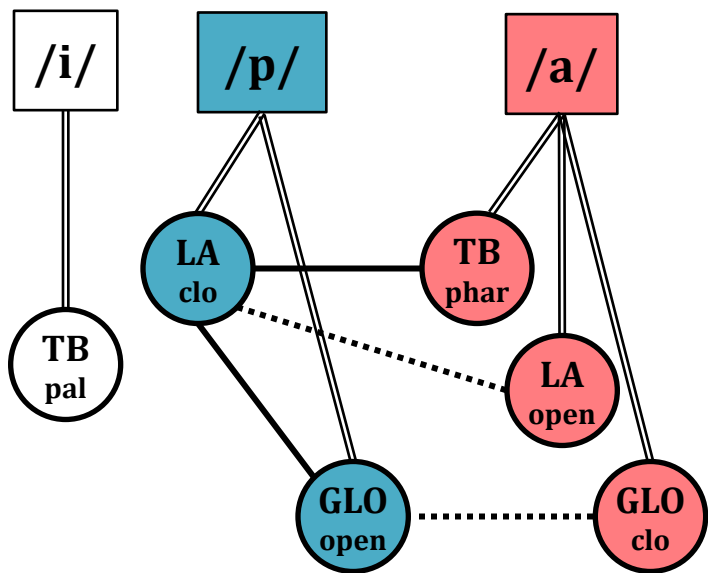 /i/
/p/
/a/
LA
clo
TB
phar
TB
pal
LA
open
GLO
open
GLO
clo